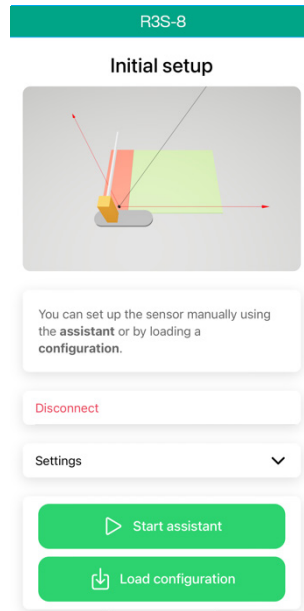 R3S-8
Initial setup
You can set up the sensor manually using
the assistant or by loading a
configuration.
Disconnect
Settings
Start assistant
Load configuration